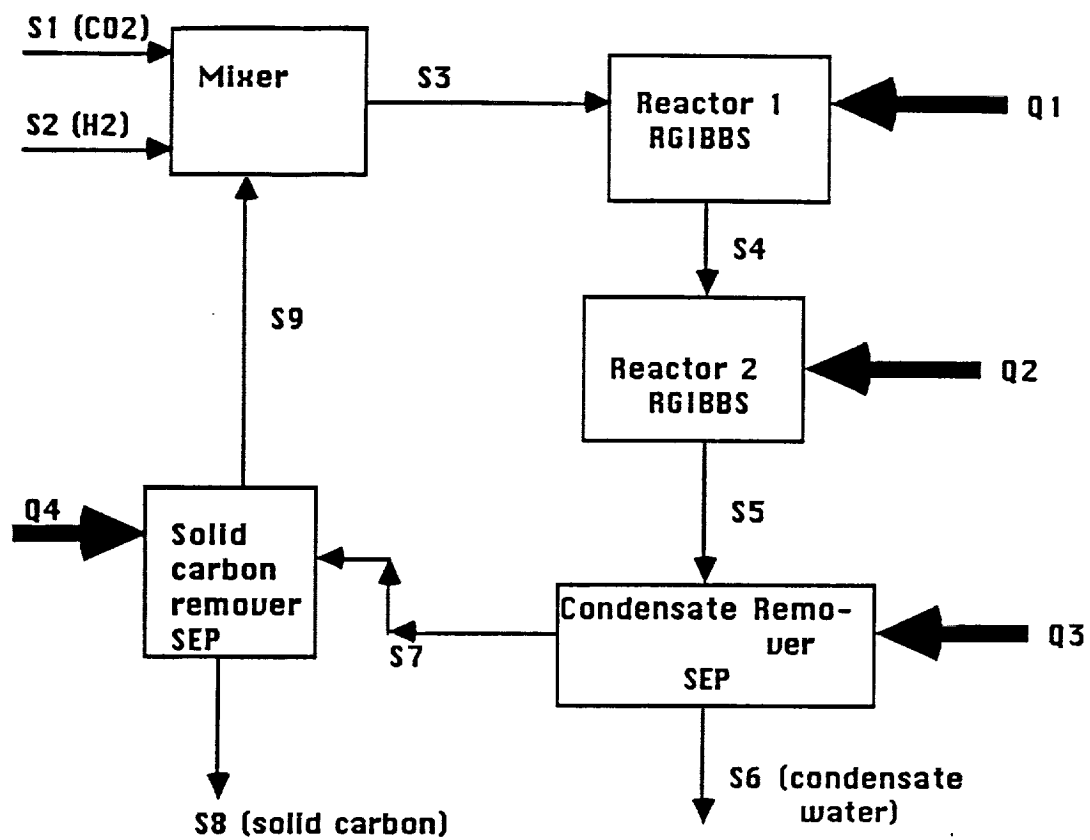 S1 (CO2)
Mixer
S3
S2 (H2)
Reactor 1
RGIBBS
Q1
S4
S9
Reactor 2
RGIBBS
Q2
Q4
S5
Solid
carbon
remover
SEP
S7
Condensate Remo-
ver
SEP
Q3
S6 (condensate
water)
S8 (solid carbon)